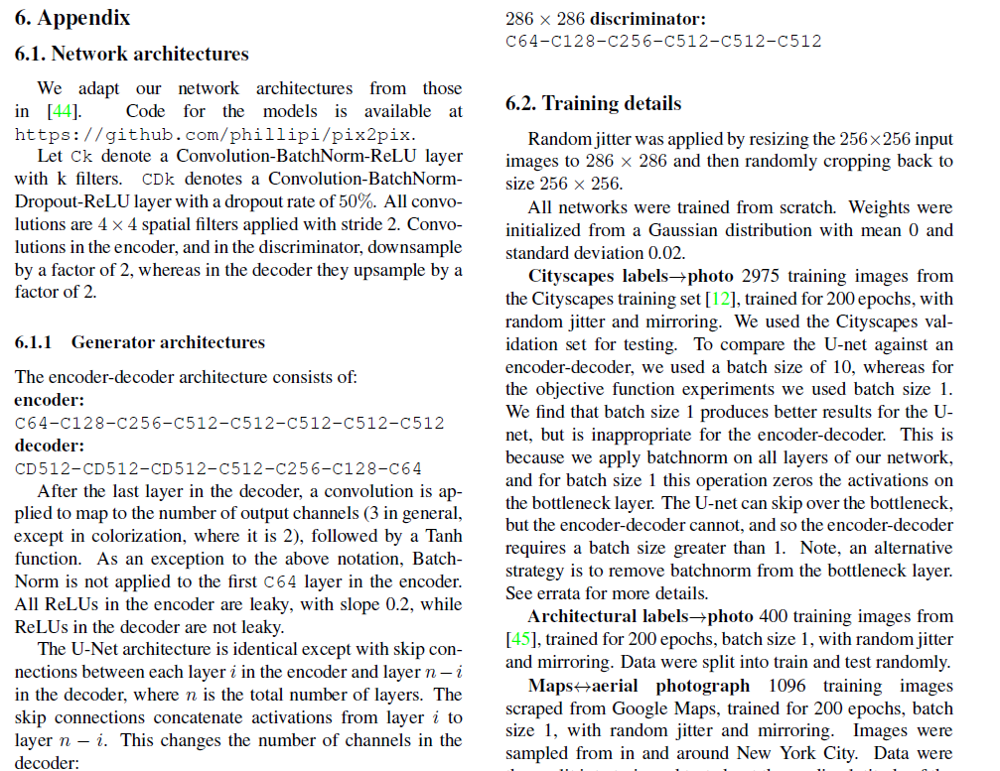 6. Appendix
6.1. Network architectures
We adapt our network architectures from those
in [44]. Code for the models is available at
https://github.com/phillipi/pix2pix.
Let Ck denote a Convolution-BatchNorm-ReLU layer
with k filters. CDk denotes a Convolution-BatchNorm-
Dropout-ReLU layer with a dropout rate of 50%. All convo-
lutions are 4 × 4 spatial filters applied with stride 2. Convo-
lutions in the encoder, and in the discriminator, downsample
by a factor of 2, whereas in the decoder they upsample by a
factor of 2.
6.1.1 Generator architectures
The encoder-decoder architecture consists of:
encoder:
C64-C128-C256-C512-C512-C512-C512-C512
decoder:
CD512-CD512-CD512-C512-C256-C128-C64
After the last layer in the decoder, a convolution is ap-
plied to map to the number of output channels (3 in general,
except in colorization, where it is 2), followed by a Tanh
function. As an exception to the above notation, Batch-
Norm is not applied to the first C64 layer in the encoder.
All ReLUs in the encoder are leaky, with slope 0.2, while
ReLUs in the decoder are not leaky.
The U-Net architecture is identical except with skip con-
nections between each layer i in the encoder and layer n − i
in the decoder, where n is the total number of layers. The
skip connections concatenate activations from layer i to
layer n − i. This changes the number of channels in the
decoder:
286 × 286 discriminator:
C64-C128-C256-C512-C512-C512
6.2. Training details
Random jitter was applied by resizing the 256×256 input
images to 286 × 286 and then randomly cropping back to
size 256 × 256.
All networks were trained from scratch. Weights were
initialized from a Gaussian distribution with mean 0 and
standard deviation 0.02.
Cityscapes labels→photo 2975 training images from
the Cityscapes training set [12], trained for 200 epochs, with
random jitter and mirroring. We used the Cityscapes val-
idation set for testing. To compare the U-net against an
encoder-decoder, we used a batch size of 10, whereas for
the objective function experiments we used batch size 1.
We find that batch size 1 produces better results for the U-
net, but is inappropriate for the encoder-decoder. This is
because we apply batchnorm on all layers of our network,
and for batch size 1 this operation zeros the activations on
the bottleneck layer. The U-net can skip over the bottleneck,
but the encoder-decoder cannot, and so the encoder-decoder
requires a batch size greater than 1. Note, an alternative
strategy is to remove batchnorm from the bottleneck layer.
See errata for more details.
Architectural labels→photo 400 training images from
[45], trained for 200 epochs, batch size 1, with random jitter
and mirroring. Data were split into train and test randomly.
Maps↔aerial photograph 1096 training images
scraped from Google Maps, trained for 200 epochs, batch
size 1, with random jitter and mirroring. Images were
sampled from in and around New York City. Data were